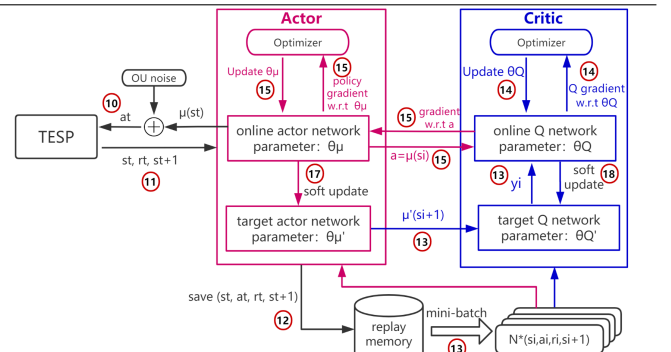 Actor
Critic
Optimizer
Optimizer
OU noise
Update θμ
15
15
policy
gradient
w.r.t θμ
Update θQ
14
14
Q gradient
w.r.t θQ
10
at
μ(st)
TESP
st, rt, st+1
11
online actor network
parameter: θμ
15
gradient
w.r.t a
a=μ(si)
15
online Q network
parameter: θQ
17
soft update
13
yi
soft
update
18
target actor network
parameter: θμ'
μ'(si+1)
13
target Q network
parameter: θQ'
save (st, at, rt, st+1)
12
replay
memory
mini-batch
13
N*(si,ai,ri,si+1)